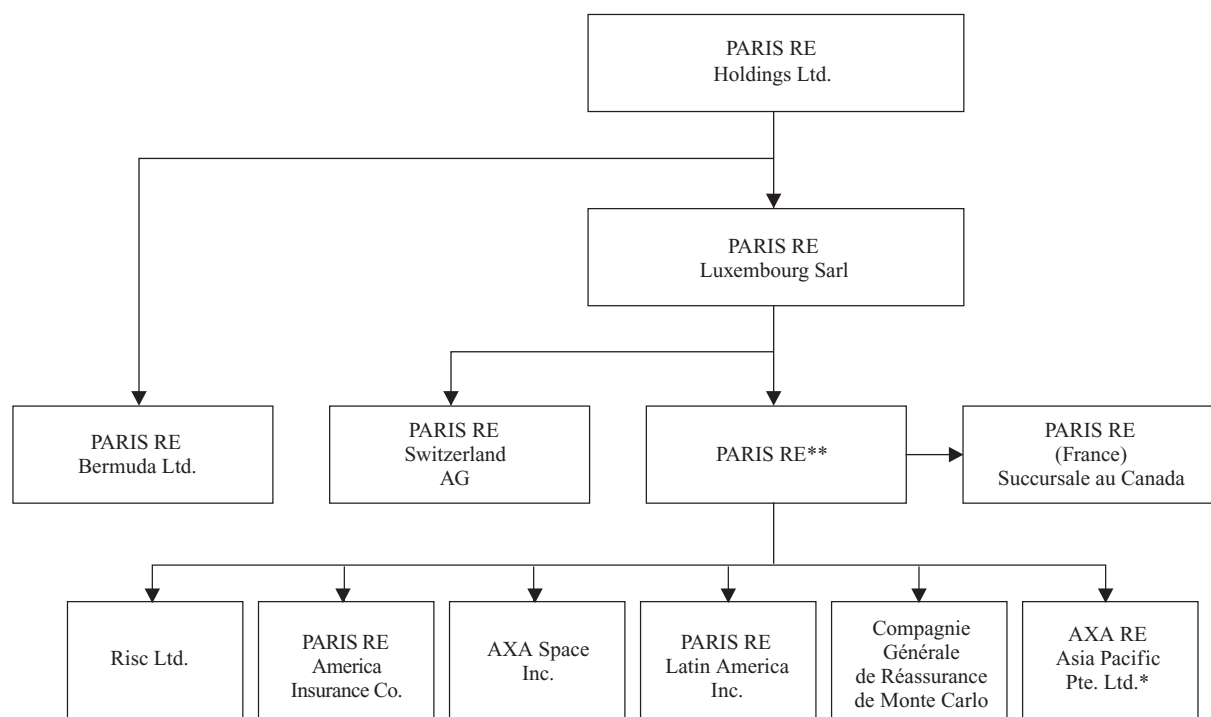 PARIS RE
Holdings Ltd.
PARIS RE
Luxembourg Sarl
PARIS RE
Bermuda Ltd.
PARIS RE
Switzerland
AG
PARIS RE**
PARIS RE
(France)
Succursale au Canada
Risc Ltd.
PARIS RE
America
Insurance Co.
AXA Space
Inc.
PARIS RE
Latin America
Inc.
Compagnie
Générale
de Réassurance
de Monte Carlo
AXA RE
Asia Pacific
Pte. Ltd.*